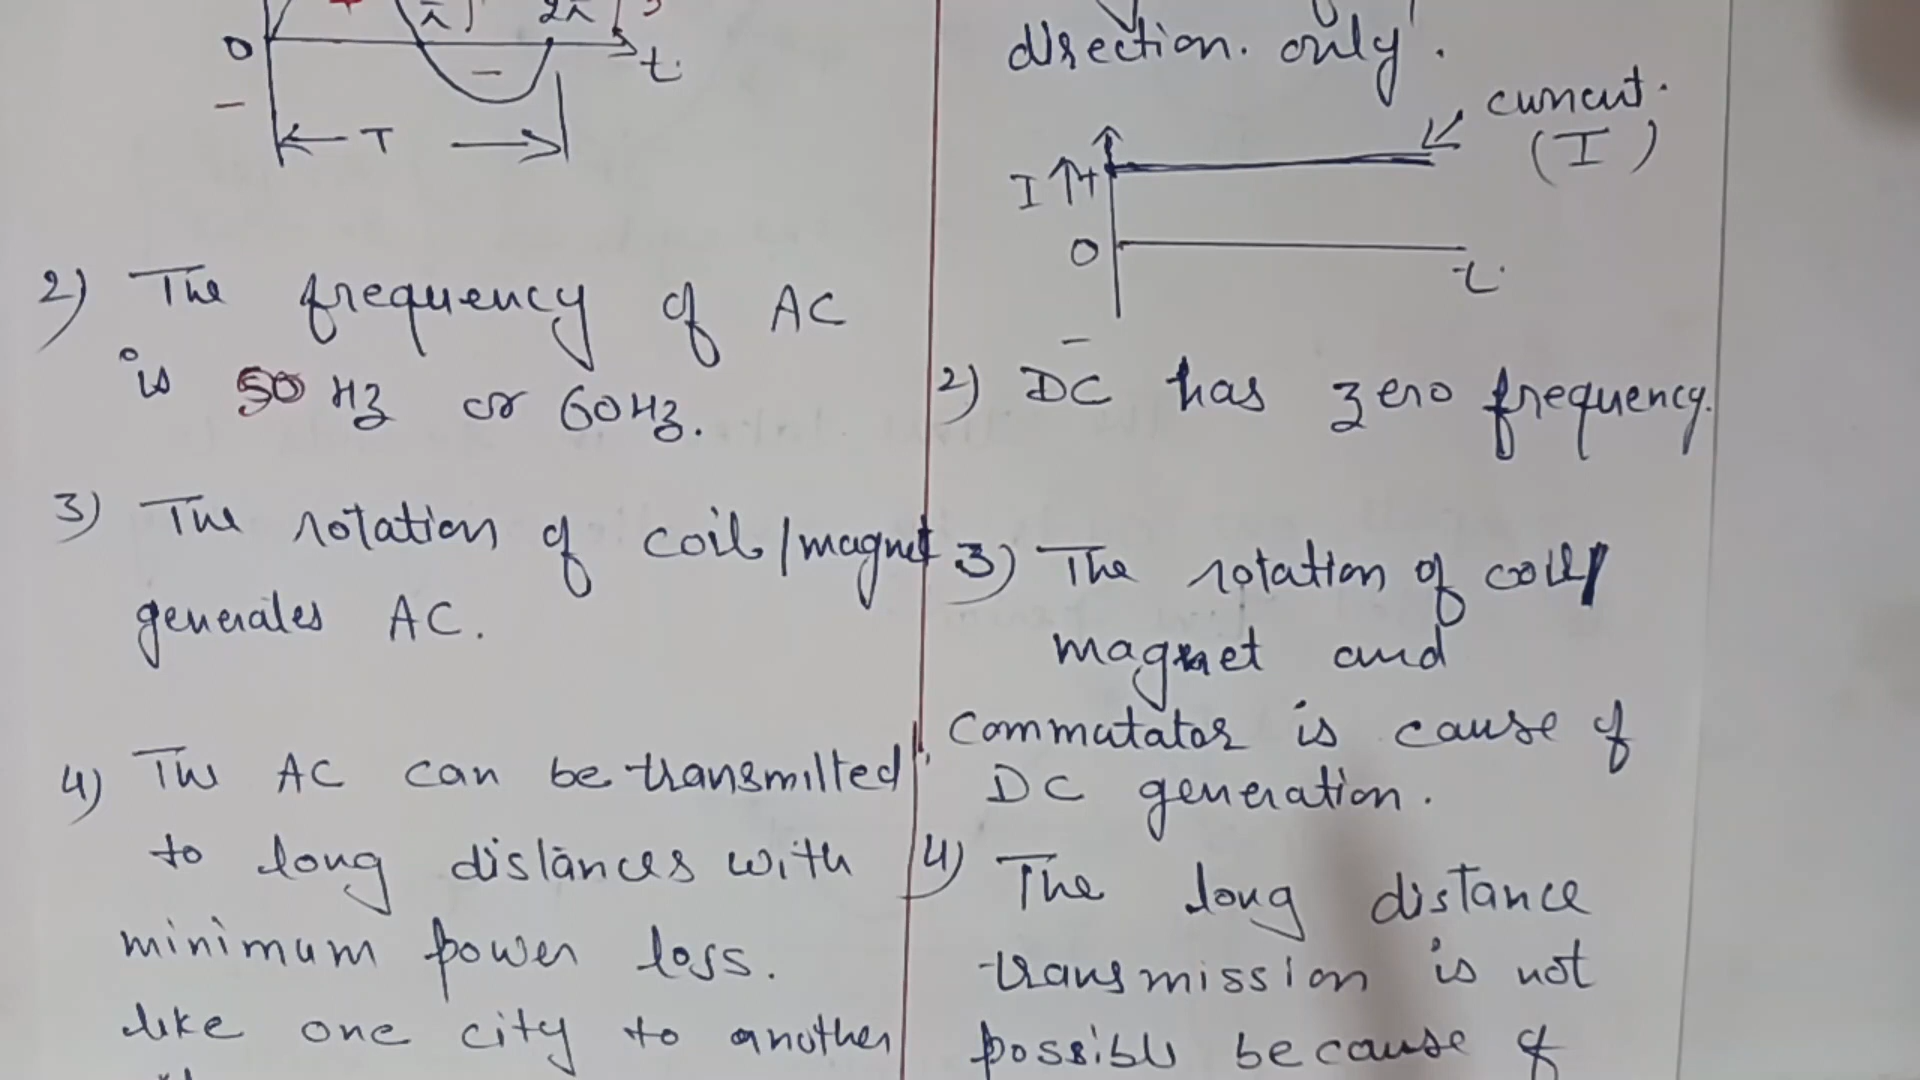 π 2π
0
t
-
-
← T →
2) The frequency of AC
is 50 Hz or 60Hz.
3) The rotation of coil/magnet
generates AC.
4) The AC can be transmitted
to long distances with
minimum power loss.
like one city to another
direction. only.
current.
(I)
I ↑ +
0
t.
-
2) DC has zero frequency.
3) The rotation of coil/
magnet and
commutator is cause of
DC generation.
4) The long distance
transmission is not
possible because of